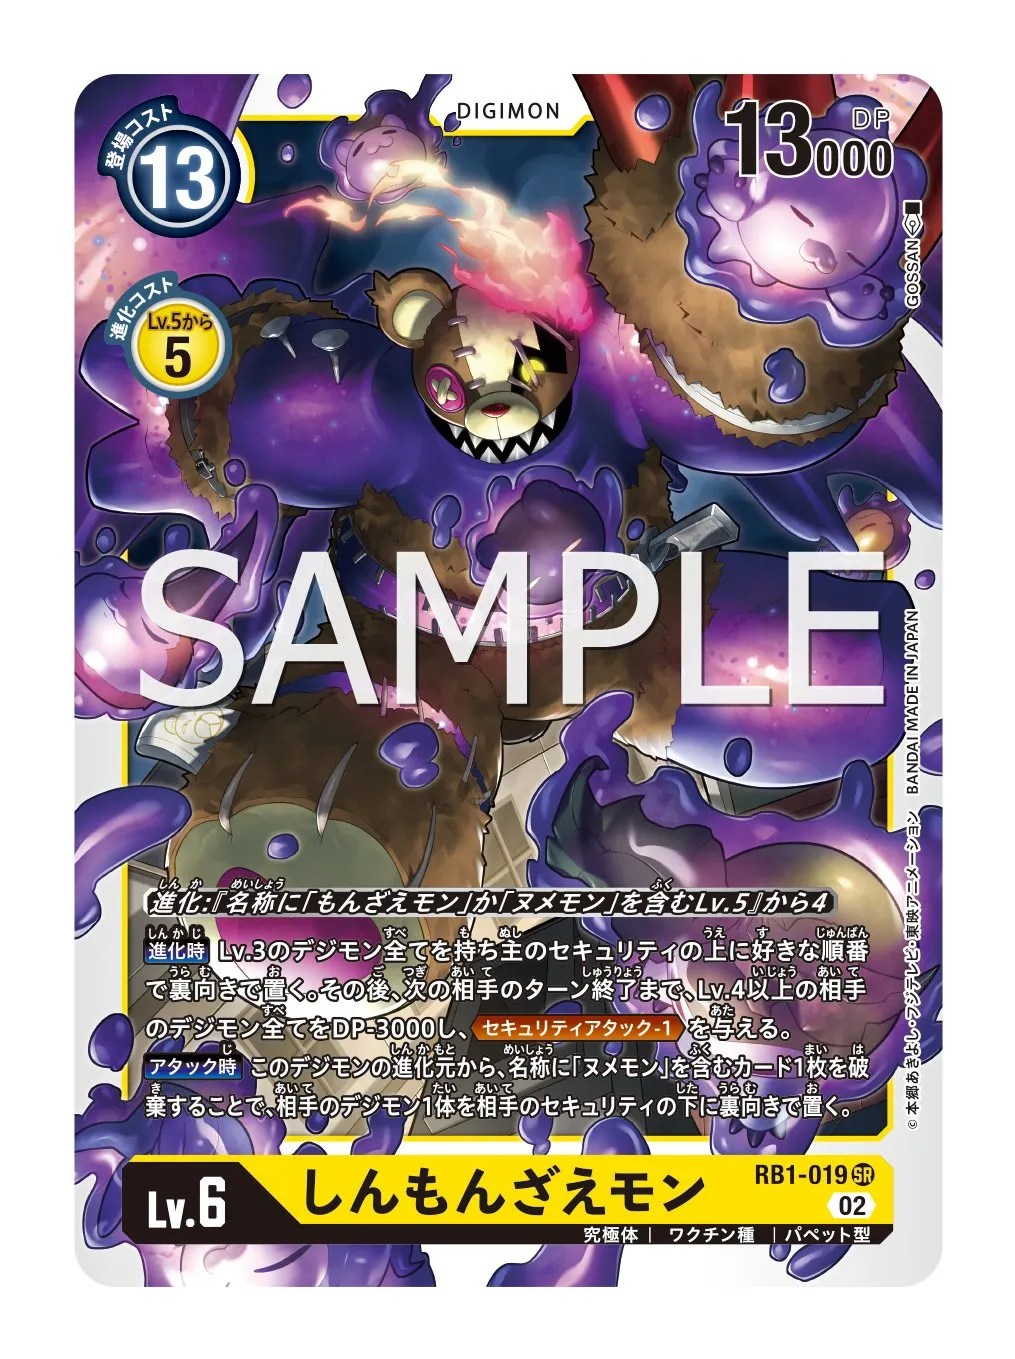 DIGIMON
登場コスト
13
13000
DP
進化コスト
Lv.5から
5
GOSSAN
SAMPLE
BANDAI MADE IN JAPAN
©本郷あきよし・フジテレビ・東映アニメーション
進化:『名称に「もんざえモン」か「ヌメモン」を含むLv.5』から4
進化時 Lv.3のデジモン全てを持ち主のセキュリティの上に好きな順番
で裏向きで置く。その後、次の相手のターン終了まで、Lv.4以上の相手
のデジモン全てをDP-3000し、セキュリティアタック-1を与える。
アタック時 このデジモンの進化元から、名称に「ヌメモン」を含むカード1枚を破
棄することで、相手のデジモン1体を相手のセキュリティの下に裏向きで置く。
Lv.6
しんもんざえモン
RB1-019 SR
02
究極体 | ワクチン種 | パペット型